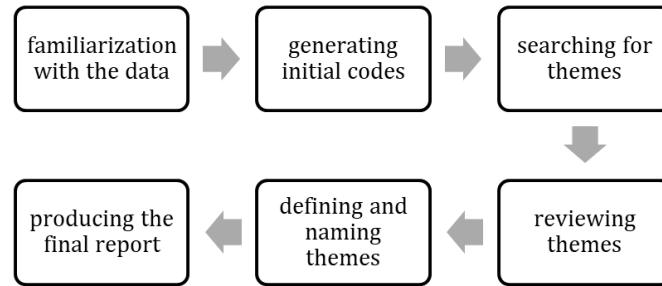 familiarization
with the data
generating
initial codes
searching for
themes
reviewing
themes
defining and
naming
themes
producing the
final report